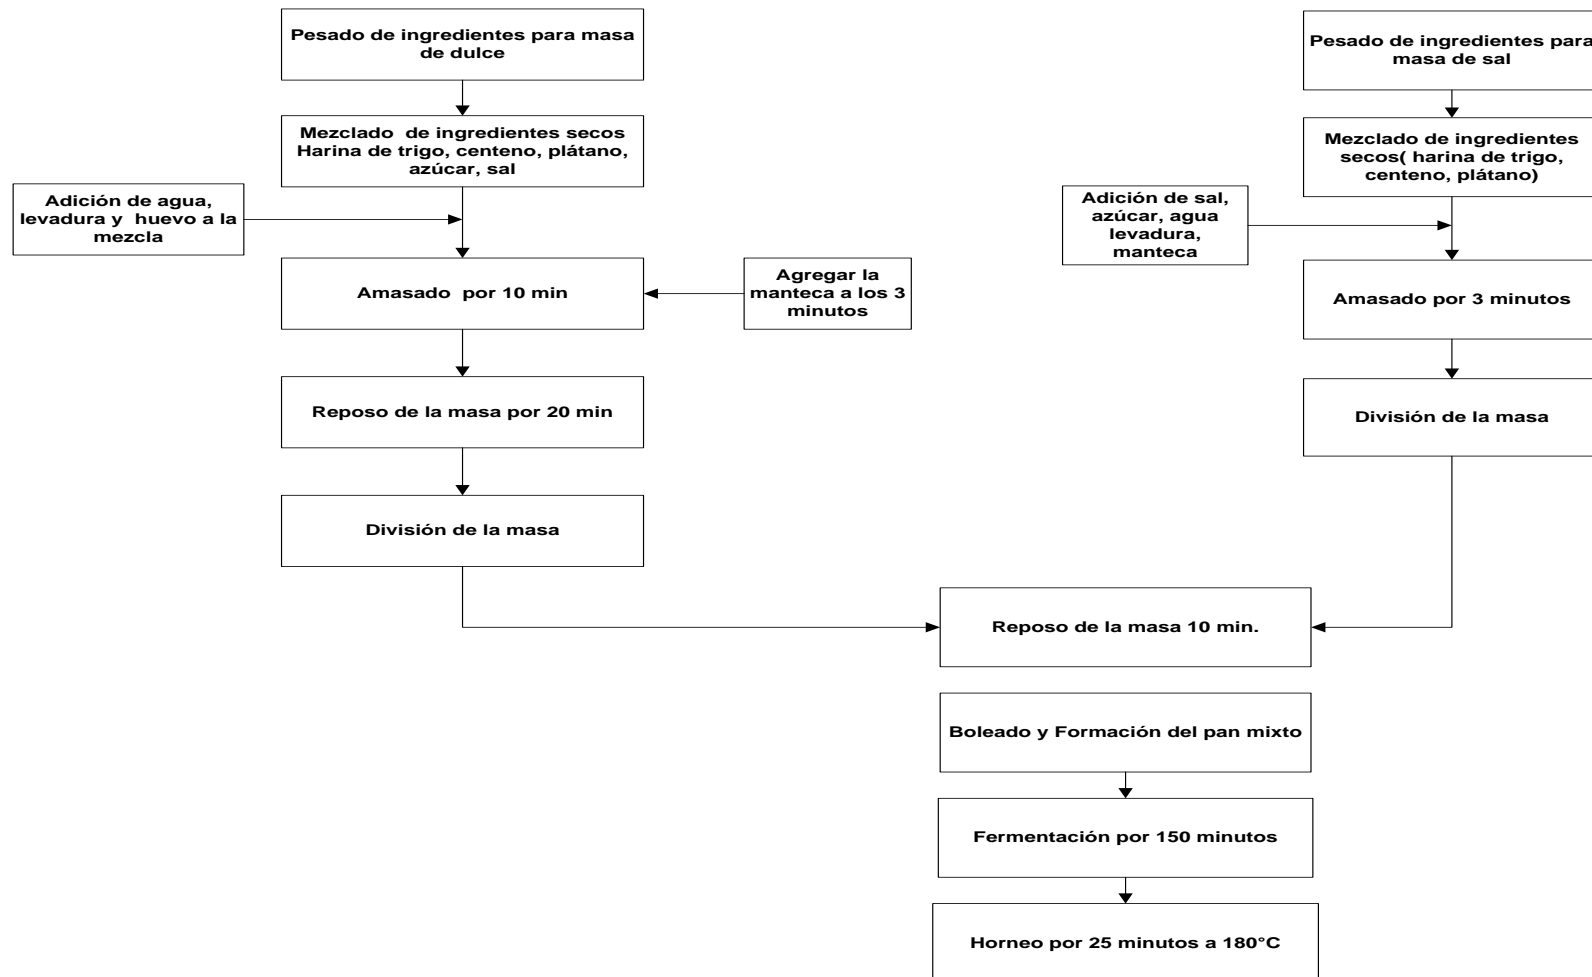 Pesado de ingredientes para masa
de dulce
Mezclado de ingredientes secos
Harina de trigo, centeno, plátano,
azúcar, sal
Adición de agua,
levadura y huevo a la
mezcla
Amasado por 10 min
Agregar la
manteca a los 3
minutos
Reposo de la masa por 20 min
División de la masa
Pesado de ingredientes para
masa de sal
Mezclado de ingredientes
secos( harina de trigo,
centeno, plátano)
Adición de sal,
azúcar, agua
levadura,
manteca
Amasado por 3 minutos
División de la masa
Reposo de la masa 10 min.
Boleado y Formación del pan mixto
Fermentación por 150 minutos
Horneo por 25 minutos a 180°C